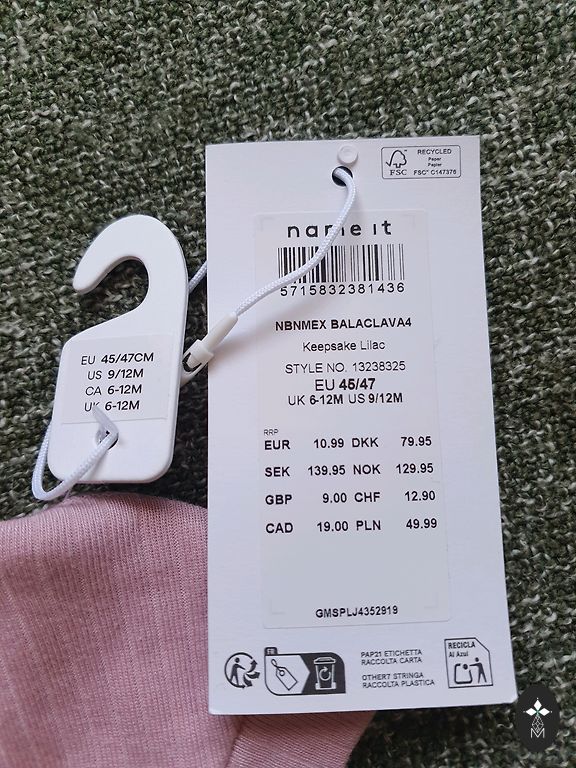 RECYCLED
Paper
Papier
FSC
FSC® C147376
name it
5715832381436
NBNMEX BALACLAVA4
Keepsake Lilac
STYLE NO. 13238325
EU 45/47
UK 6-12M US 9/12M
RRP
EUR 10.99 DKK 79.95
SEK 139.95 NOK 129.95
GBP 9.00 CHF 12.90
CAD 19.00 PLN 49.99
GMSPLJ4352919
FR
PAP21 ETICHETTA
RACCOLTA CARTA
OTHER7 STRINGA
RACCOLTA PLASTICA
RECICLA
Al Azul
EU 45/47CM
US 9/12M
CA 6-12M
UK 6-12M
M